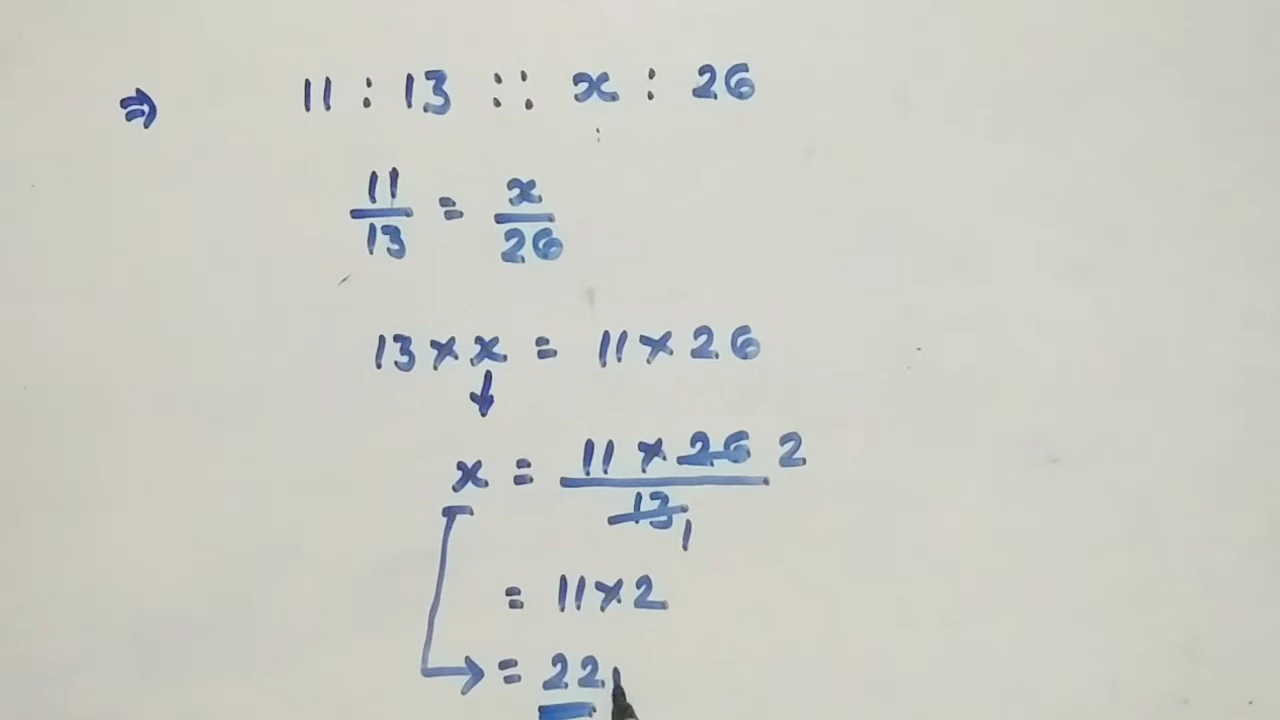 ⇒ 11 : 13 :: x : 26
11/13 = x/26
13 × x = 11 × 26
↓
x = 11 × 26 2 / 13 1
= 11 × 2
→ = 22